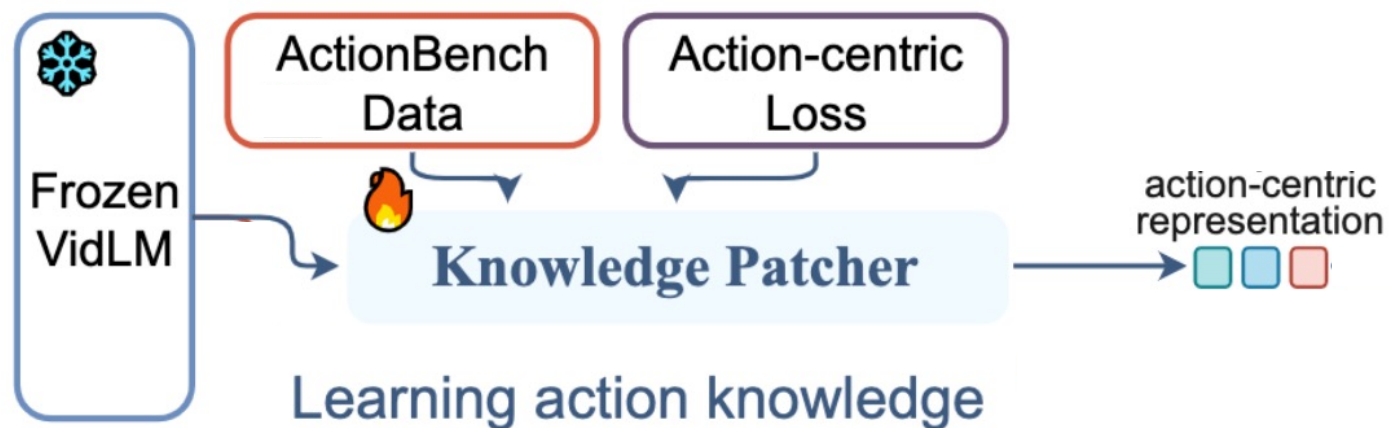 ActionBench
Data
Action-centric
Loss
Frozen
VidLM
Knowledge Patcher
action-centric
representation
Learning action knowledge